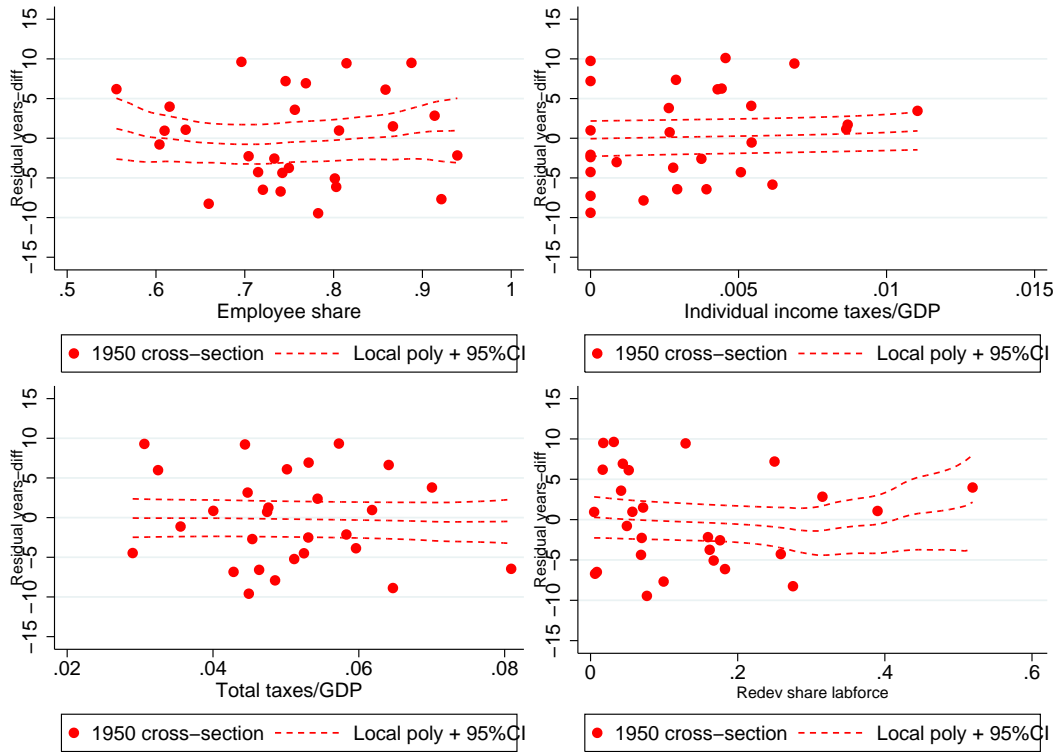 Residual years−diff
−15 −10 −5 0 5 10 15
.5 .6 .7 .8 .9 1
Employee share
1950 cross−section Local poly + 95%CI
Residual years−diff
−15 −10 −5 0 5 10 15
0 .005 .01 .015
Individual income taxes/GDP
1950 cross−section Local poly + 95%CI
Residual years−diff
−15 −10 −5 0 5 10 15
.02 .04 .06 .08
Total taxes/GDP
1950 cross−section Local poly + 95%CI
Residual years−diff
−15 −10 −5 0 5 10 15
0 .2 .4 .6
Redev share labforce
1950 cross−section Local poly + 95%CI